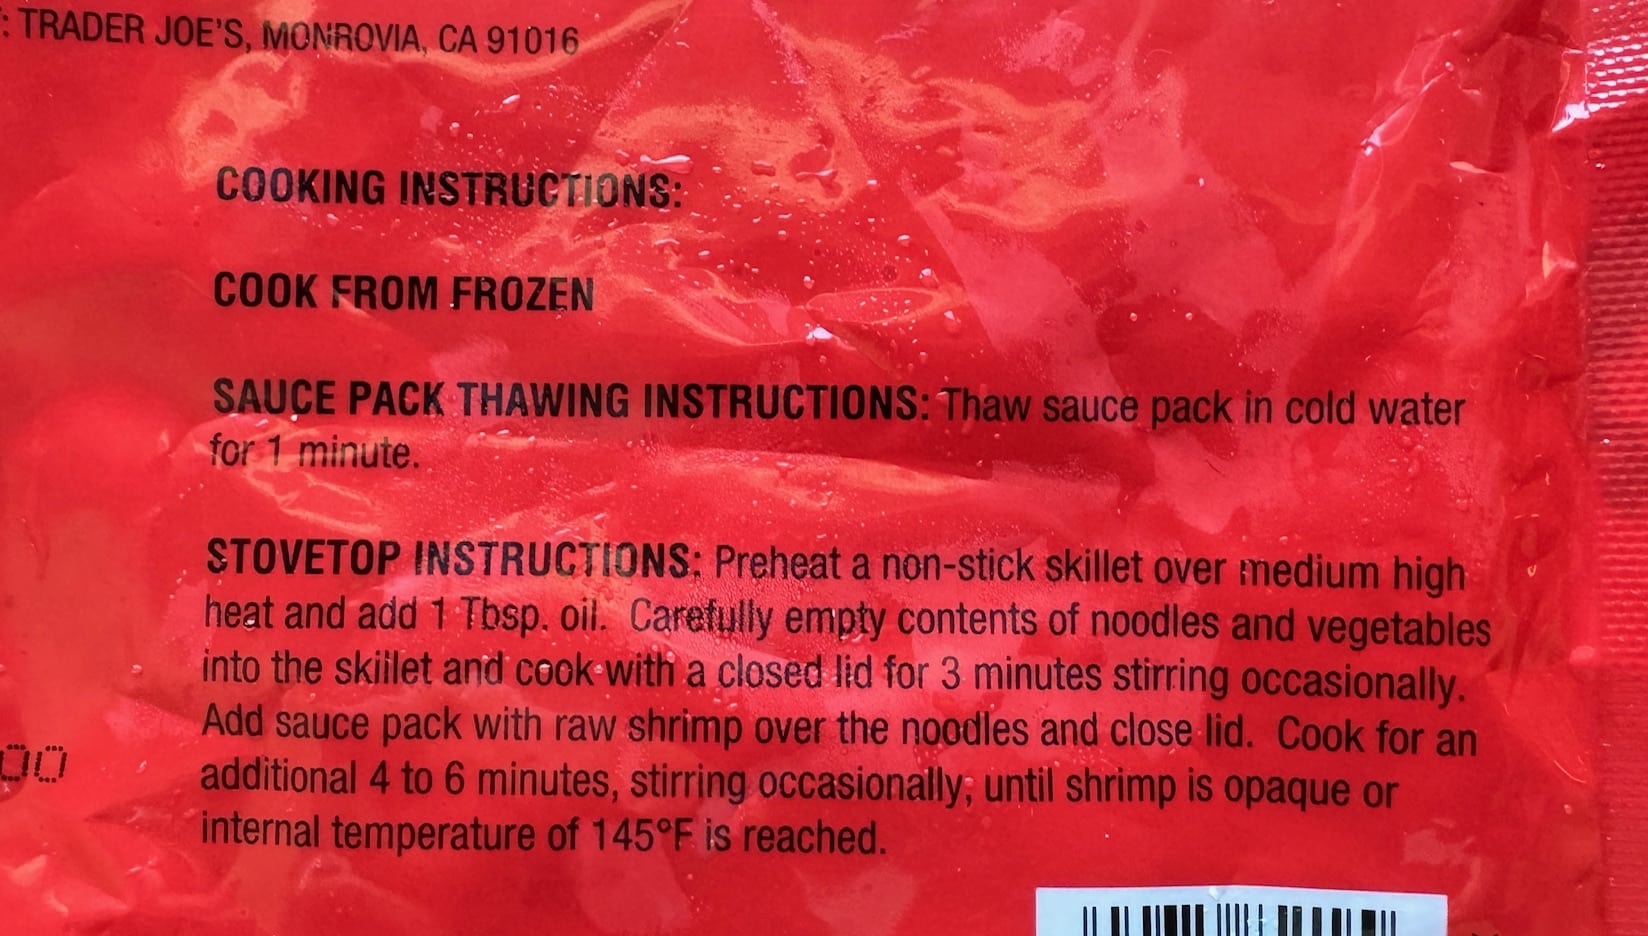 : TRADER JOE'S, MONROVIA, CA 91016
COOKING INSTRUCTIONS:
COOK FROM FROZEN
SAUCE PACK THAWING INSTRUCTIONS: Thaw sauce pack in cold water
for 1 minute.
STOVETOP INSTRUCTIONS: Preheat a non-stick skillet over medium high
heat and add 1 Tbsp. oil. Carefully empty contents of noodles and vegetables
into the skillet and cook with a closed lid for 3 minutes stirring occasionally.
Add sauce pack with raw shrimp over the noodles and close lid. Cook for an
00
additional 4 to 6 minutes, stirring occasionally, until shrimp is opaque or
internal temperature of 145°F is reached.